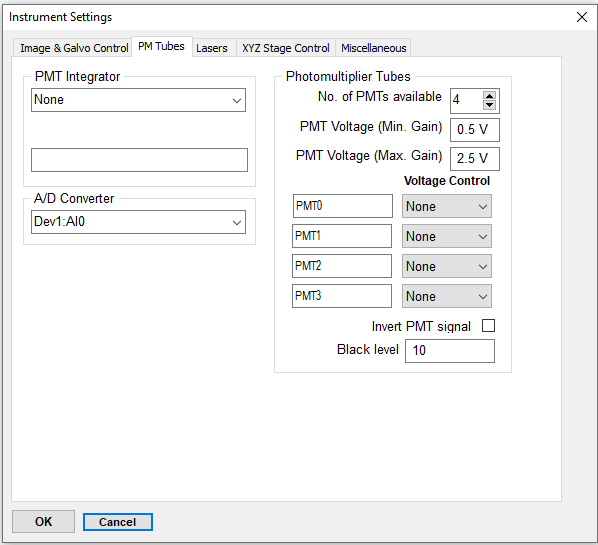 Instrument Settings
Image & Galvo Control
PM Tubes
Lasers
XYZ Stage Control
Miscellaneous
PMT Integrator
None
A/D Converter
Dev1:AI0
Photomultiplier Tubes
No. of PMTs available
4
PMT Voltage (Min. Gain)
0.5 V
PMT Voltage (Max. Gain)
2.5 V
Voltage Control
PMT0
None
PMT1
None
PMT2
None
PMT3
None
Invert PMT signal
Black level
10
OK
Cancel